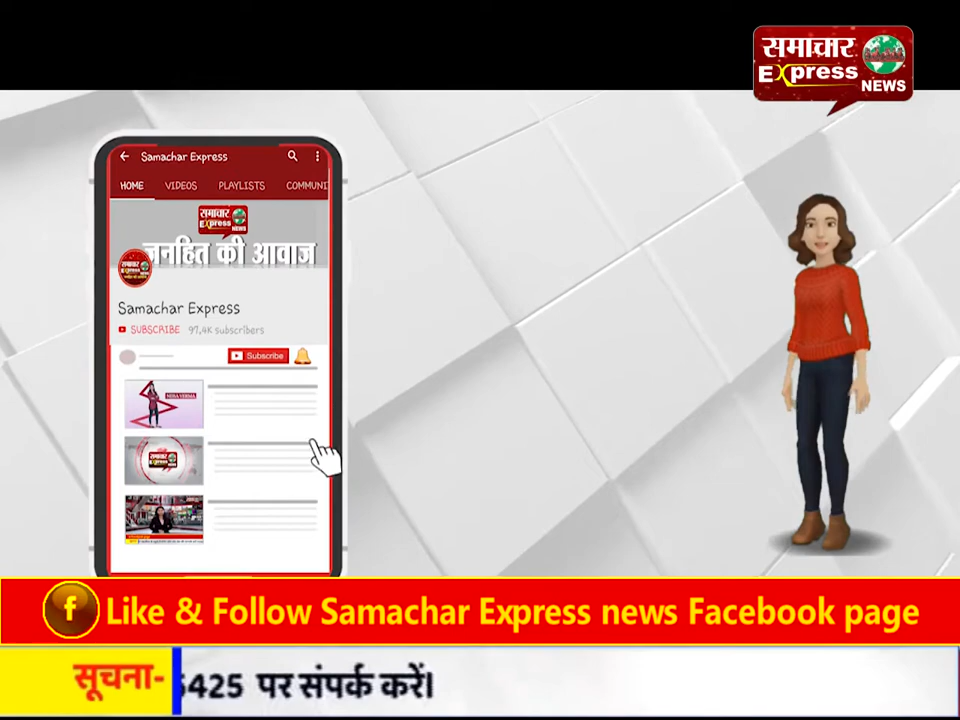 समाचार
Express
NEWS
Samachar Express
HOME VIDEOS PLAYLISTS COMMUNI
समाचार
Express
NEWS
जनहित की आवाज
Samachar Express
SUBSCRIBE 97,4K subscribers
Subscribe
Like & Follow Samachar Express news Facebook page
सूचना- 5425 पर संपर्क करें।